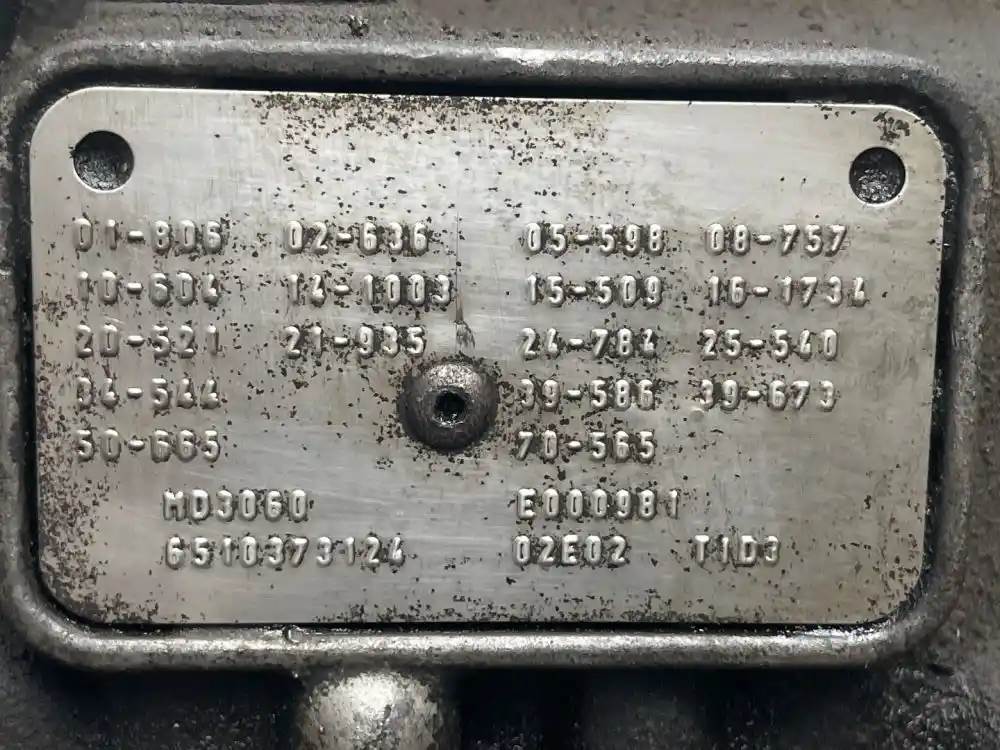 01-806 02-636 05-598 08-757
10-604 14-1003 15-509 16-1734
20-521 21-935 24-784 25-540
34-544 39-586 39-673
50-665 70-565
MD3060 E000981
6510373124 02E02 TID3